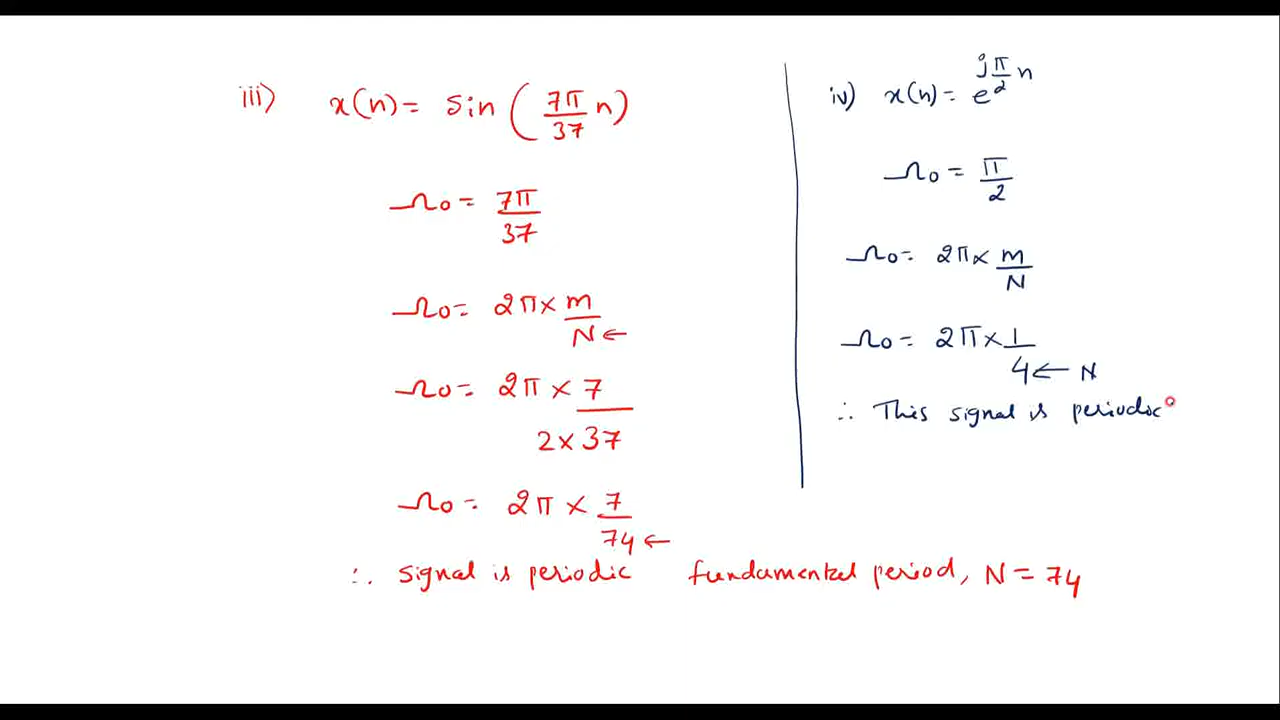 iii) x(n) = sin(7π/37 n)
Ω0 = 7π/37
Ω0 = 2π × m/N ←
Ω0 = 2π × 7/(2 × 37)
Ω0 = 2π × 7/74 ←
∴ signal is periodic fundamental period, N = 74
iv) x(n) = e^(jπ/2 n)
Ω0 = π/2
Ω0 = 2π × m/N
Ω0 = 2π × 1/4 ← N
∴ This signal is periodic